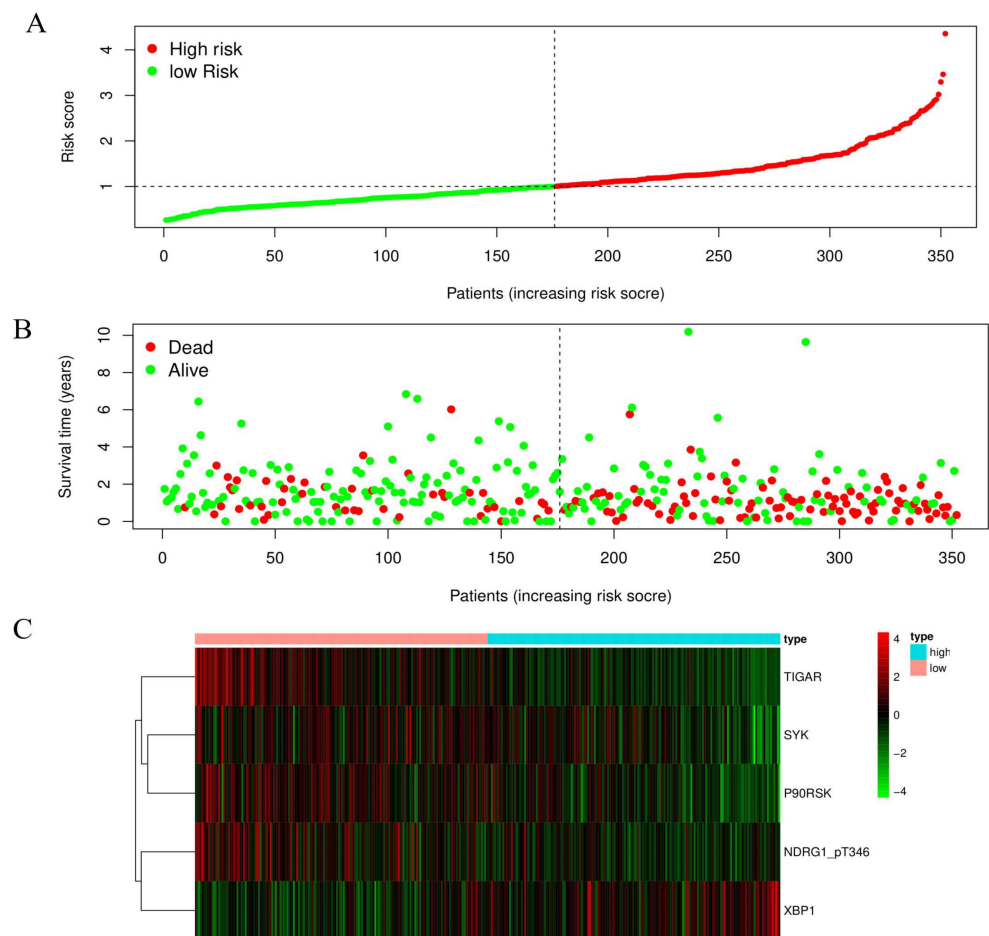 A
High risk
low Risk
Risk score
4
3
2
1
0
50
100
150
200
250
300
350
Patients (increasing risk socre)
B
Dead
Alive
Survival time (years)
10
8
6
4
2
0
0
50
100
150
200
250
300
350
Patients (increasing risk socre)
C
type
TIGAR
SYK
P90RSK
NDRG1_pT346
XBP1
4
2
0
−2
−4
type
high
low